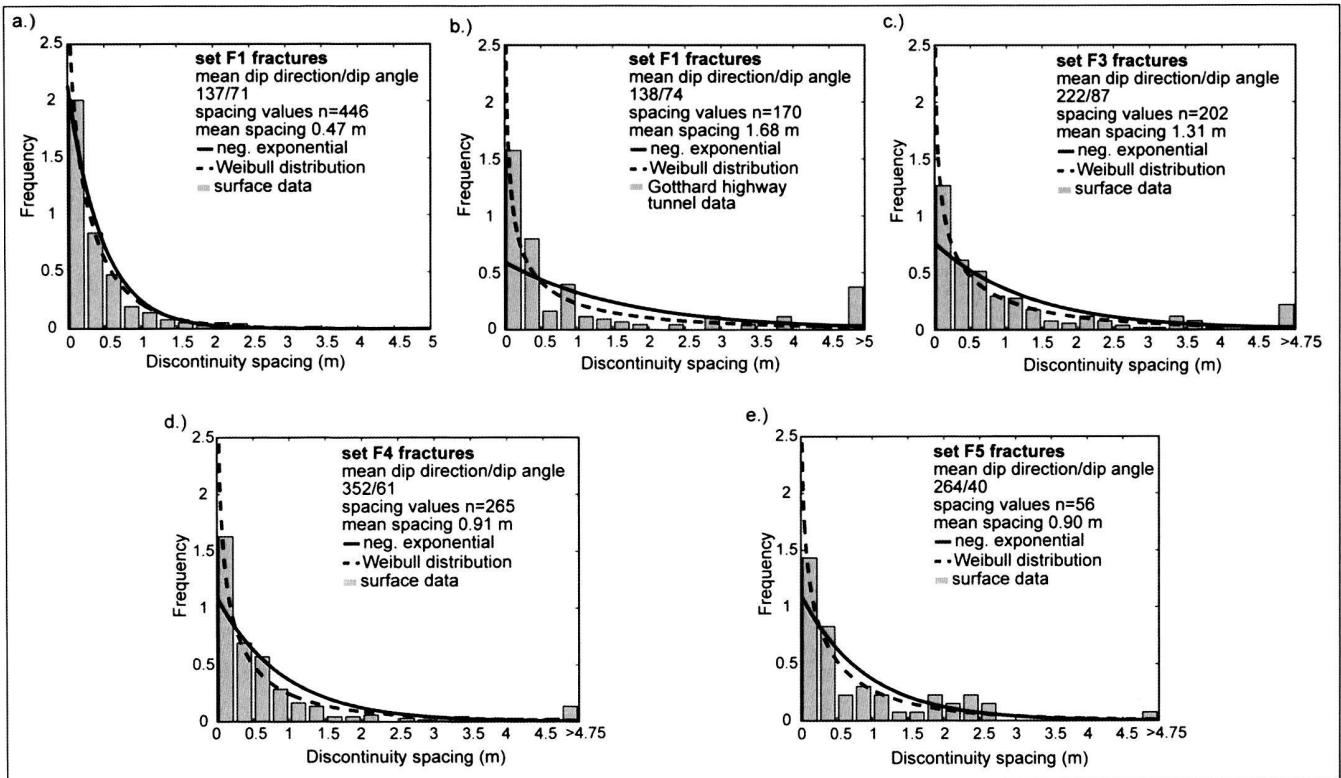 a.)
set F1 fractures
mean dip direction/dip angle
137/71
spacing values n=446
mean spacing 0.47 m
neg. exponential
Weibull distribution
surface data
Frequency
2.5
2
1.5
1
0.5
0
0 0.5 1 1.5 2 2.5 3 3.5 4 4.5 5
Discontinuity spacing (m)
b.)
set F1 fractures
mean dip direction/dip angle
138/74
spacing values n=170
mean spacing 1.68 m
neg. exponential
Weibull distribution
Gotthard highway
tunnel data
Frequency
2.5
2
1.5
1
0.5
0
0 0.5 1 1.5 2 2.5 3 3.5 4 4.5 >5
Discontinuity spacing (m)
c.)
set F3 fractures
mean dip direction/dip angle
222/87
spacing values n=202
mean spacing 1.31 m
neg. exponential
Weibull distribution
surface data
Frequency
2.5
2
1.5
1
0.5
0
0 0.5 1 1.5 2 2.5 3 3.5 4 4.5 >4.75
Discontinuity spacing (m)
d.)
set F4 fractures
mean dip direction/dip angle
352/61
spacing values n=265
mean spacing 0.91 m
neg. exponential
Weibull distribution
surface data
Frequency
2.5
2
1.5
1
0.5
0
0 0.5 1 1.5 2 2.5 3 3.5 4 4.5 >4.75
Discontinuity spacing (m)
e.)
set F5 fractures
mean dip direction/dip angle
264/40
spacing values n=56
mean spacing 0.90 m
neg. exponential
Weibull distribution
surface data
Frequency
2.5
2
1.5
1
0.5
0
0 0.5 1 1.5 2 2.5 3 3.5 4 4.5 >4.75
Discontinuity spacing (m)